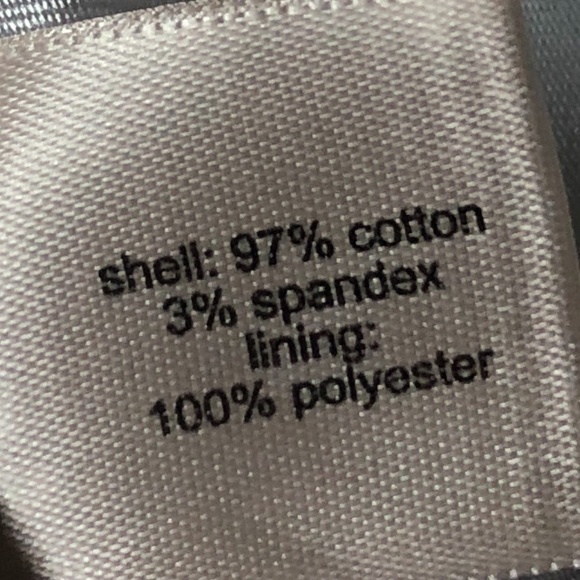 shell: 97% cotton
3% spandex
lining:
100% polyester